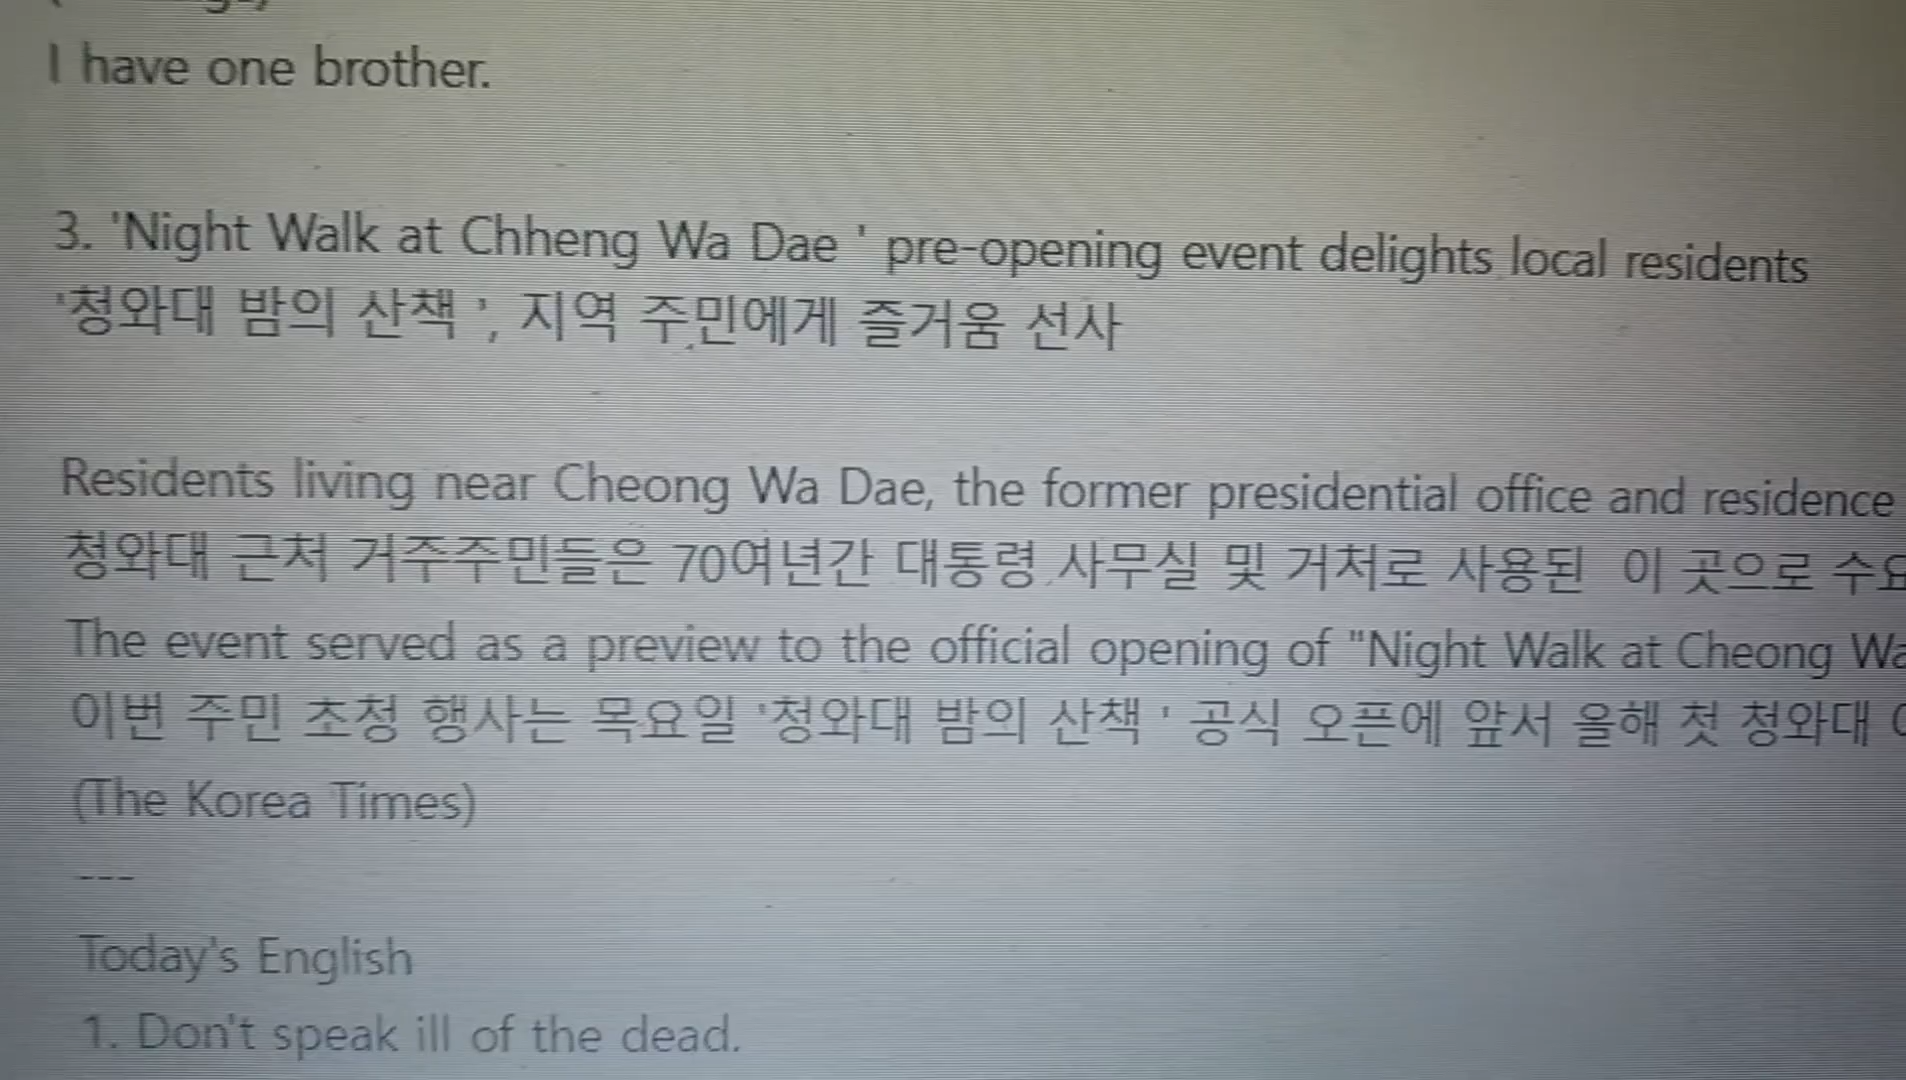 I have one brother.
3. 'Night Walk at Chheng Wa Dae ' pre-opening event delights local residents
'청와대 밤의 산책 ', 지역 주민에게 즐거움 선사
Residents living near Cheong Wa Dae, the former presidential office and residence
청와대 근처 거주주민들은 70여년간 대통령 사무실 및 거처로 사용된 이 곳으로
The event served as a preview to the official opening of "Night Walk at Cheong
이번 주민 초청 행사는 목요일 '청와대 밤의 산책 ' 공식 오픈에 앞서 올해 첫 청와대
(The Korea Times)
---
Today's English
1. Don't speak ill of the dead.